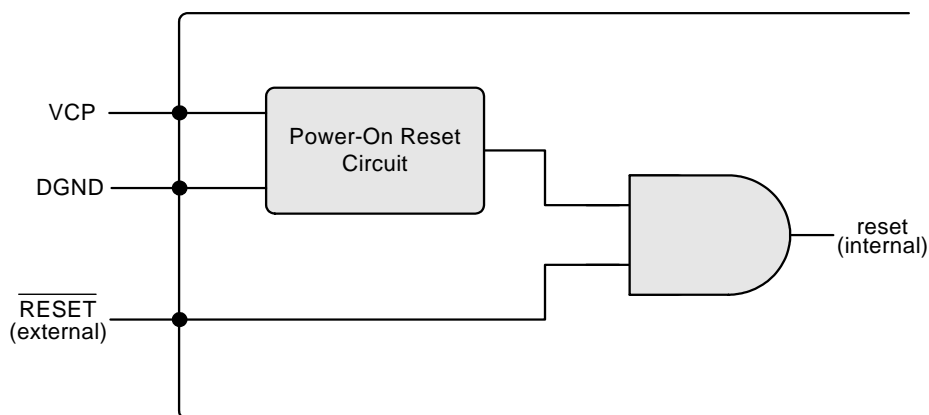 VCP
Power-On Reset
Circuit
DGND
reset
(internal)
RESET
(external)